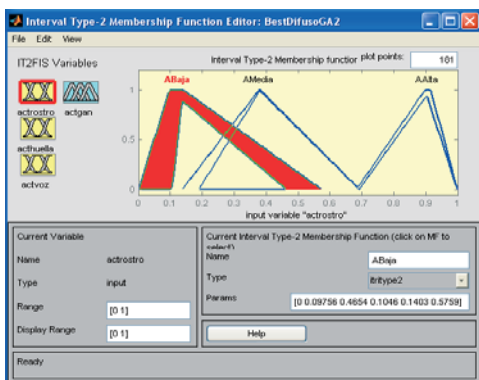 Interval Type-2 Membership Function Editor: BestDifusoGA2
File Edit View
IT2FIS Variables
Interval Type-2 Membership function plot points: 181
actrostro actgan
acthuella
actvoz
ABaja AMedia AAlta
1
0.5
0
0 0.1 0.2 0.3 0.4 0.5 0.6 0.7 0.8 0.9 1
input variable "actrostro"
Current Variable
Name actrostro
Type input
Range [0 1]
Display Range [0 1]
Current Interval Type-2 Membership Function (click on MF to
select)
Name ABaja
Type itritype2
Params [0 0.09756 0.4654 0.1046 0.1403 0.5759]
Help
Ready